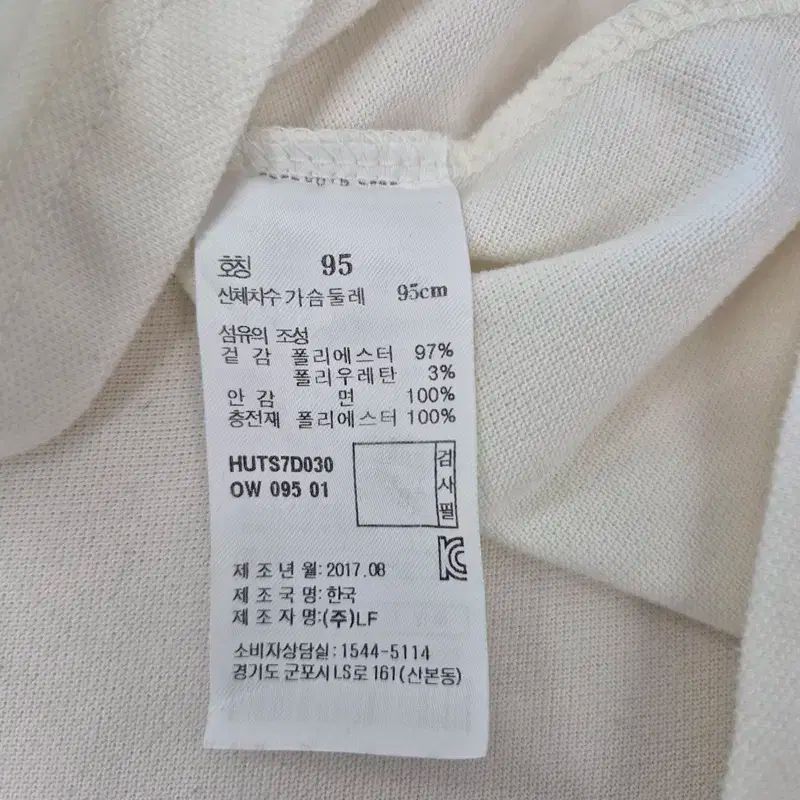 호칭 95
신체치수 가슴둘레 95cm
섬유의 조성
겉 감 폴리에스터 97%
폴리우레탄 3%
안 감 면 100%
충전재 폴리에스터 100%
HUTS7D030
OW 095 01
검사필
KC
제 조 년 월: 2017.08
제 조 국 명: 한국
제 조 자 명: (주)LF
소비자상담실: 1544-5114
경기도 군포시 LS로 161(산본동)